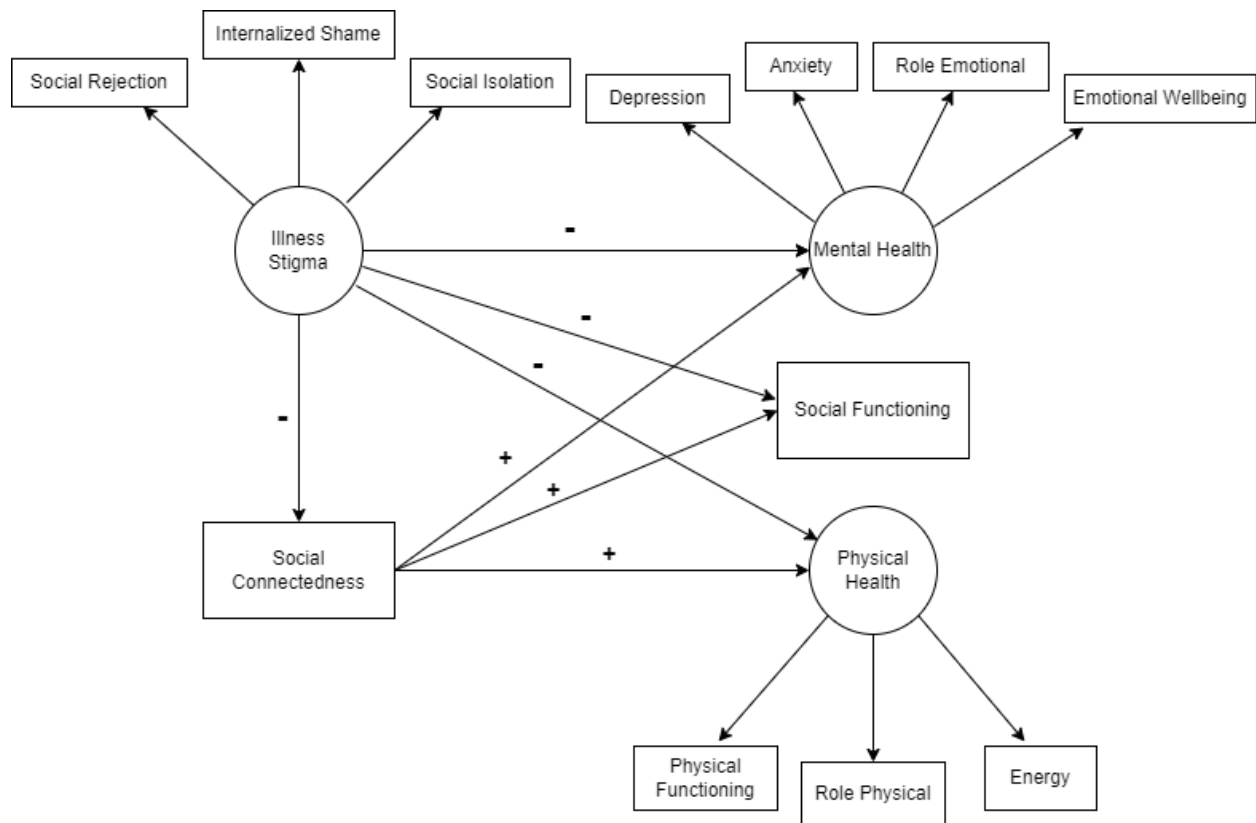 Internalized Shame
Social Rejection
Social Isolation
Anxiety
Role Emotional
Depression
Emotional Wellbeing
Illness
Stigma
-
Mental Health
-
-
Social Functioning
-
+
+
Social
Connectedness
+
Physical
Health
Physical
Functioning
Role Physical
Energy